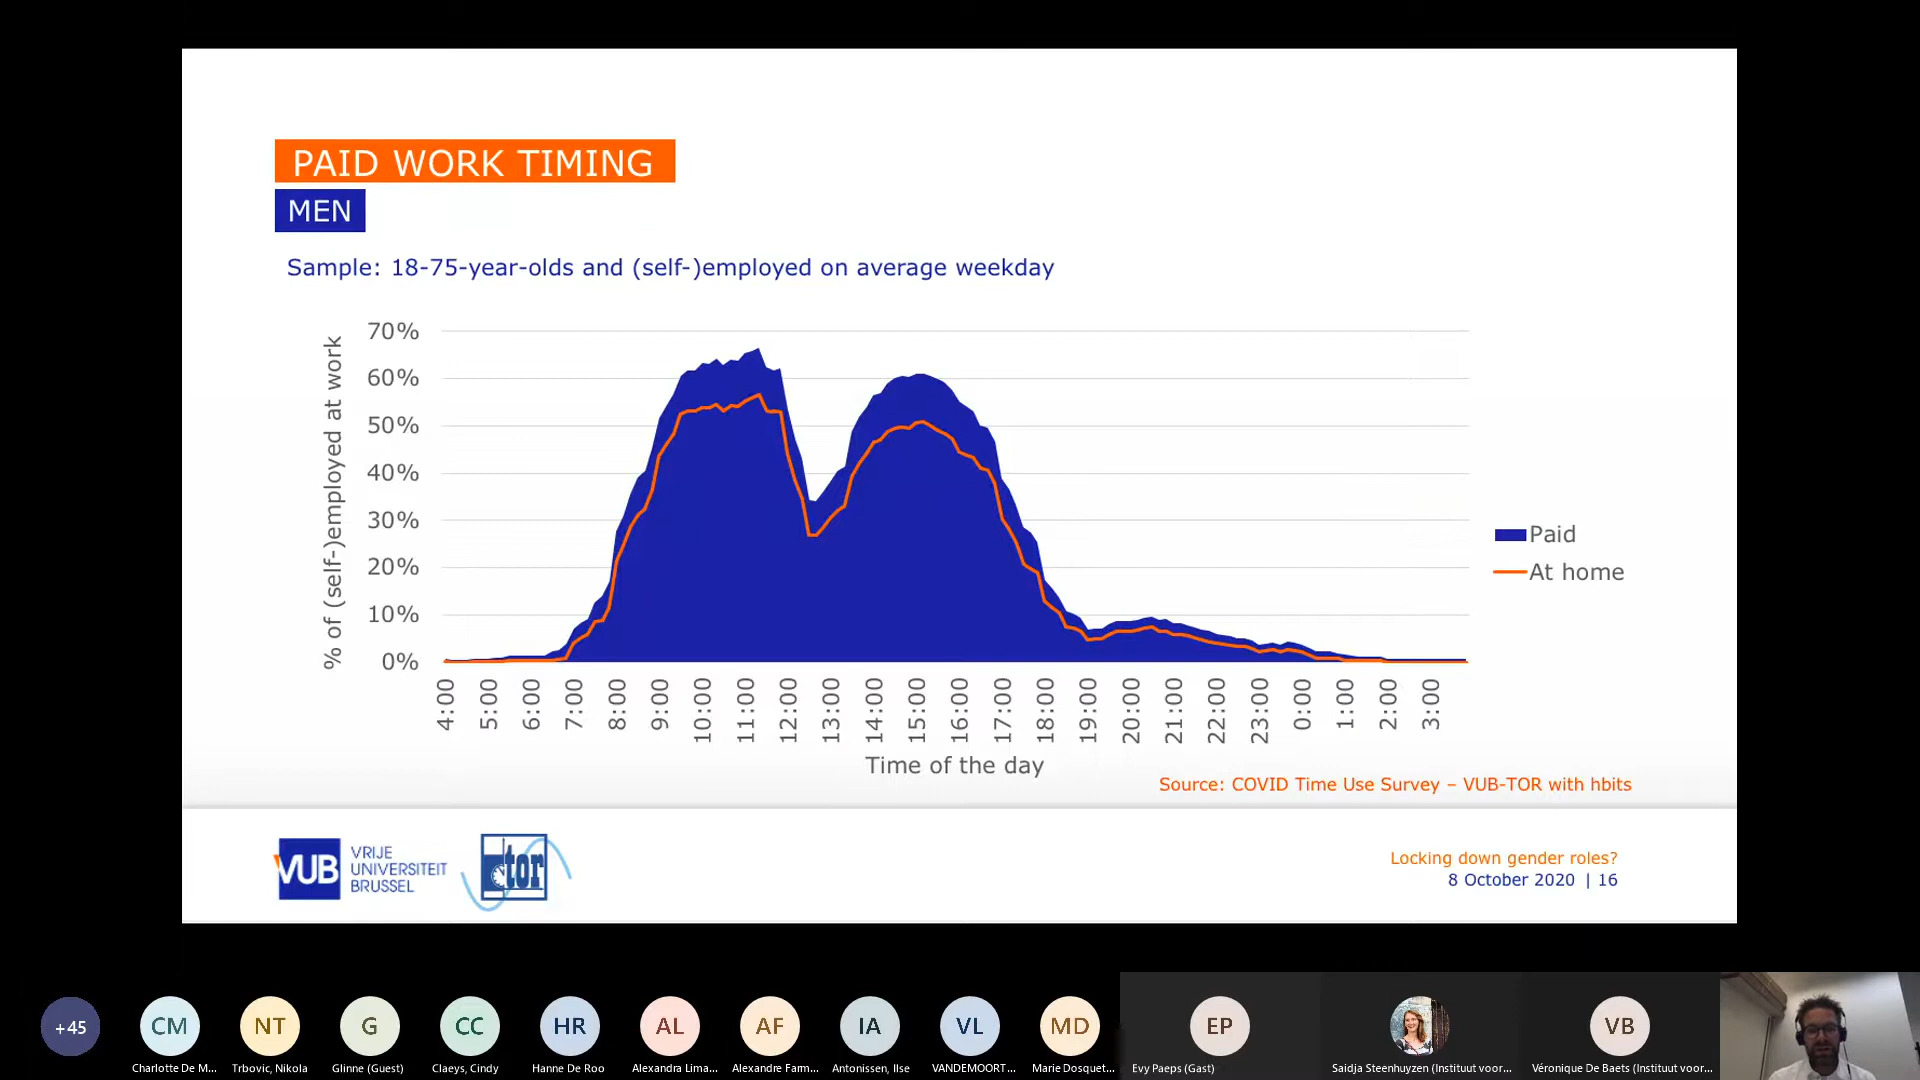 PAID WORK TIMING
MEN
Sample: 18-75-year-olds and (self-)employed on average weekday
% of (self-)employed at work
70%
60%
50%
40%
30%
20%
10%
0%
4:00 5:00 6:00 7:00 8:00 9:00 10:00 11:00 12:00 13:00 14:00 15:00 16:00 17:00 18:00 19:00 20:00 21:00 22:00 23:00 0:00 1:00 2:00 3:00
Time of the day
Paid
At home
Source: COVID Time Use Survey – VUB-TOR with hbits
VUB
VRIJE
UNIVERSITEIT
BRUSSEL
tor
Locking down gender roles?
8 October 2020 | 16
+45 CM NT G CC HR AL AF IA VL MD EP VB
Charlotte De M... Trbovic, Nikola Glinne (Guest) Claeys, Cindy Hanne De Roo Alexandra Lima... Alexandre Farm... Antonissen, Ilse VANDEMOORT... Marie Dosquet... Evy Paeps (Gast) Saidja Steenhuyzen (Instituut voor... Véronique De Baets (Instituut voor...